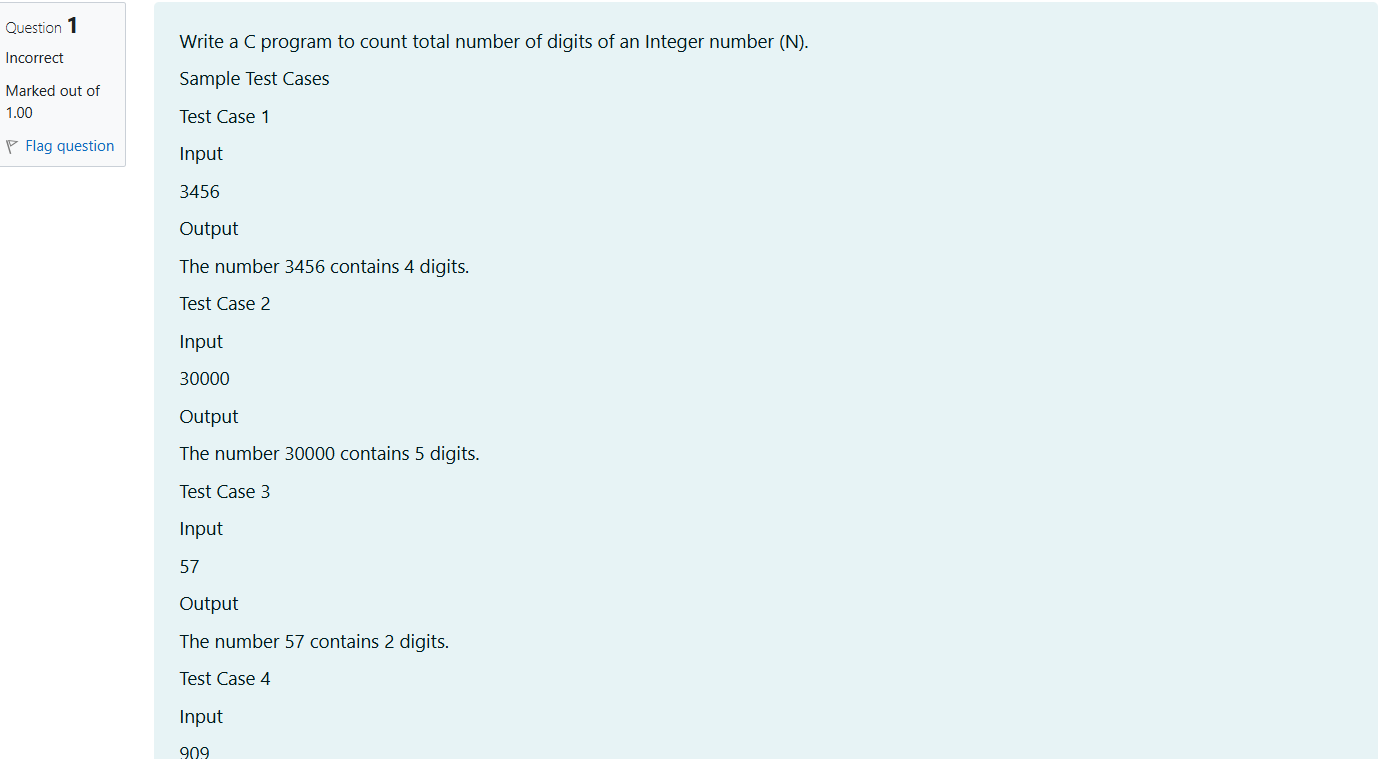 Question 1
Incorrect
Marked out of
1.00
Flag question
Write a C program to count total number of digits of an Integer number (N).
Sample Test Cases
Test Case 1
Input
3456
Output
The number 3456 contains 4 digits.
Test Case 2
Input
30000
Output
The number 30000 contains 5 digits.
Test Case 3
Input
57
Output
The number 57 contains 2 digits.
Test Case 4
Input
909